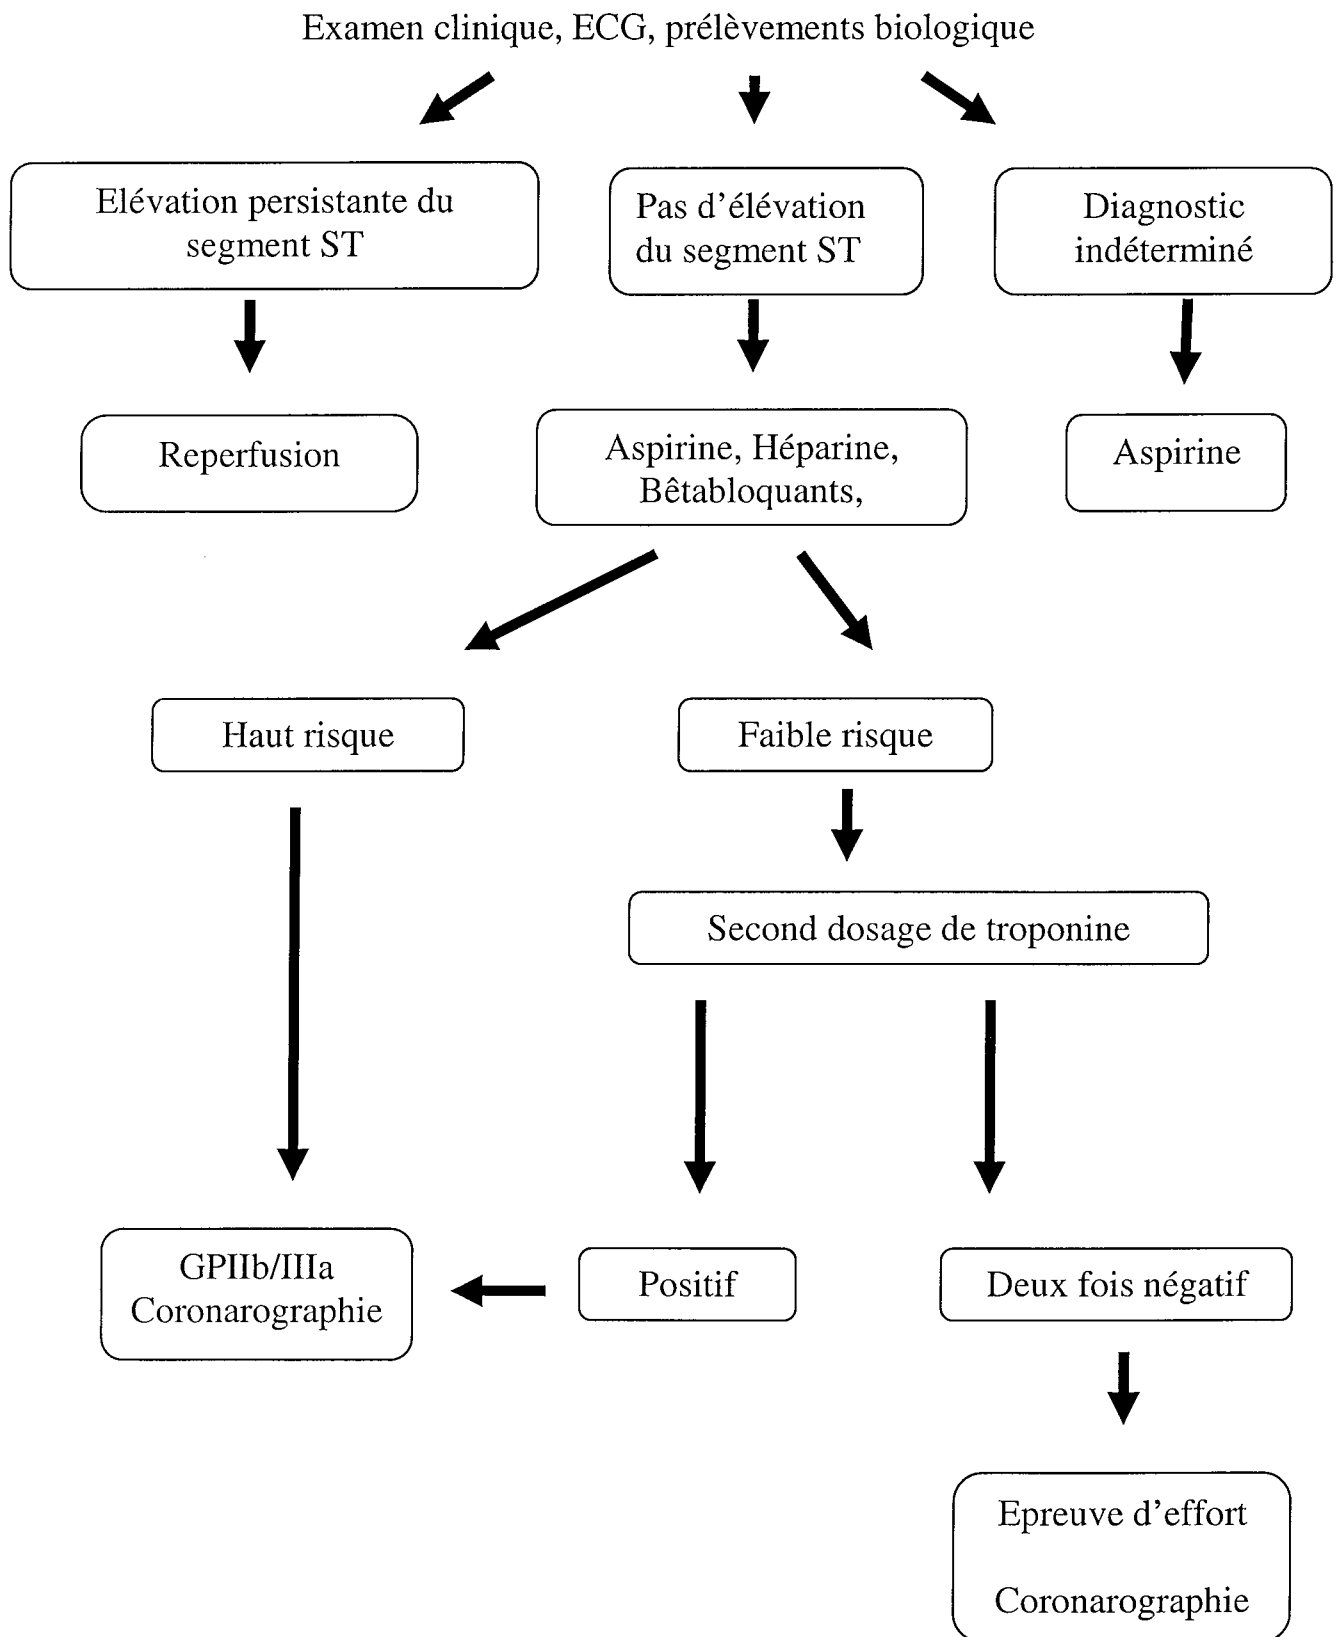 Examen clinique, ECG, prélèvements biologique
Elévation persistante du
segment ST
Pas d'élévation
du segment ST
Diagnostic
indéterminé
Reperfusion
Aspirine, Héparine,
Bêtabloquants,
Aspirine
Haut risque
Faible risque
Second dosage de troponine
GPIIb/IIIa
Coronarographie
Positif
Deux fois négatif
Epreuve d'effort
Coronarographie